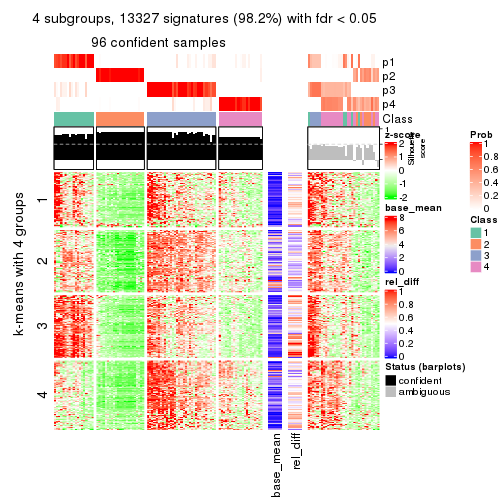 4 subgroups, 13327 signatures (98.2%) with fdr < 0.05
96 confident samples
p1
p2
p3
p4
Class
1
Silhouette
score
k-means with 4 groups
1
2
3
4
base_mean
rel_diff
z-score
2
1
0
-1
-2
base_mean
8
6
4
2
0
rel_diff
1
0.8
0.6
0.4
0.2
0
Status (barplots)
confident
ambiguous
Prob
1
0.8
0.6
0.4
0.2
0
Class
1
2
3
4